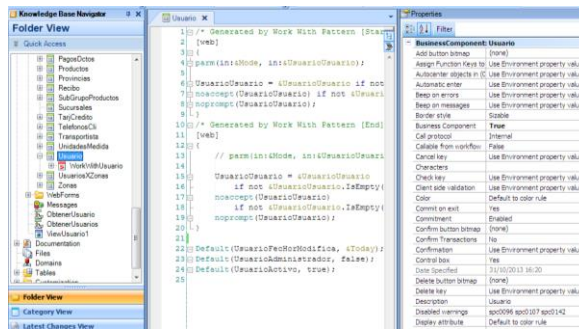 Knowledge Base Navigator
Folder View
Quick Access
PagosDctos
Productos
Provincias
Recibo
SubGrupoProductos
Sucursales
TarjCredito
TelefonosCli
Transportista
UnidadesMedida
Usuario
WorkWithUsuario
UsuariosXZonas
Zonas
WebForms
Messages
ObtenerUsuario
ObtenerUsuarios
ViewUsuario1
Documentation
Files
Domains
Tables
Customization
Folder View
Category View
Latest Changes View
Usuario X
1 /* Generated by Work With Pattern [Star
2 [web]
3 {
4 parm(in:&Mode, in:&UsuarioUsuario);
5
6 UsuarioUsuario = &UsuarioUsuario if not
7 noaccept(UsuarioUsuario) if not &Usuari
8 noprompt(UsuarioUsuario);
9 }
10 /* Generated by Work With Pattern [End]
11 [web]
12 {
13 // parm(in:&Mode, in:&UsuarioUsuari
14
15 UsuarioUsuario = &UsuarioUsuario
16 if not &UsuarioUsuario.IsEmpty(
17 noaccept(UsuarioUsuario)
18 if not &UsuarioUsuario.IsEmpty(
19 noprompt(UsuarioUsuario);
20 }
21
22 Default(UsuarioFecHorModifica, &Today);
23 Default(UsuarioAdministrador, false);
24 Default(UsuarioActivo, true);
25
Properties
Filter
BusinessComponent: Usuario
Add button bitmap (none)
Assign Function Keys to Use Environment property valu
Autocenter objects in (C Use Environment property valu
Automatic enter Use Environment property valu
Beep on errors Use Environment property valu
Beep on messages Use Environment property valu
Border style Sizable
Business Component True
Call protocol Internal
Callable from workflow False
Cancel key Use Environment property valu
Characters
Check key Use Environment property valu
Client side validation Use Environment property valu
Color Default to color rule
Commit on exit Yes
Commitment Enabled
Confirm button bitmap (none)
Confirm Transactions No
Confirmation Use Environment property valu
Control box Yes
Date Specified 31/10/2013 16:20
Delete button bitmap (none)
Delete key Use Environment property valu
Description Usuario
Disabled warnings spc0096 spc0107 spc0142
Display attribute Default to color rule